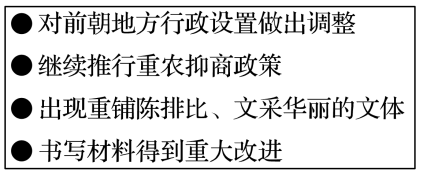 ● 对前朝地方行政设置做出调整
● 继续推行重农抑商政策
● 出现重铺陈排比、文采华丽的文体
● 书写材料得到重大改进